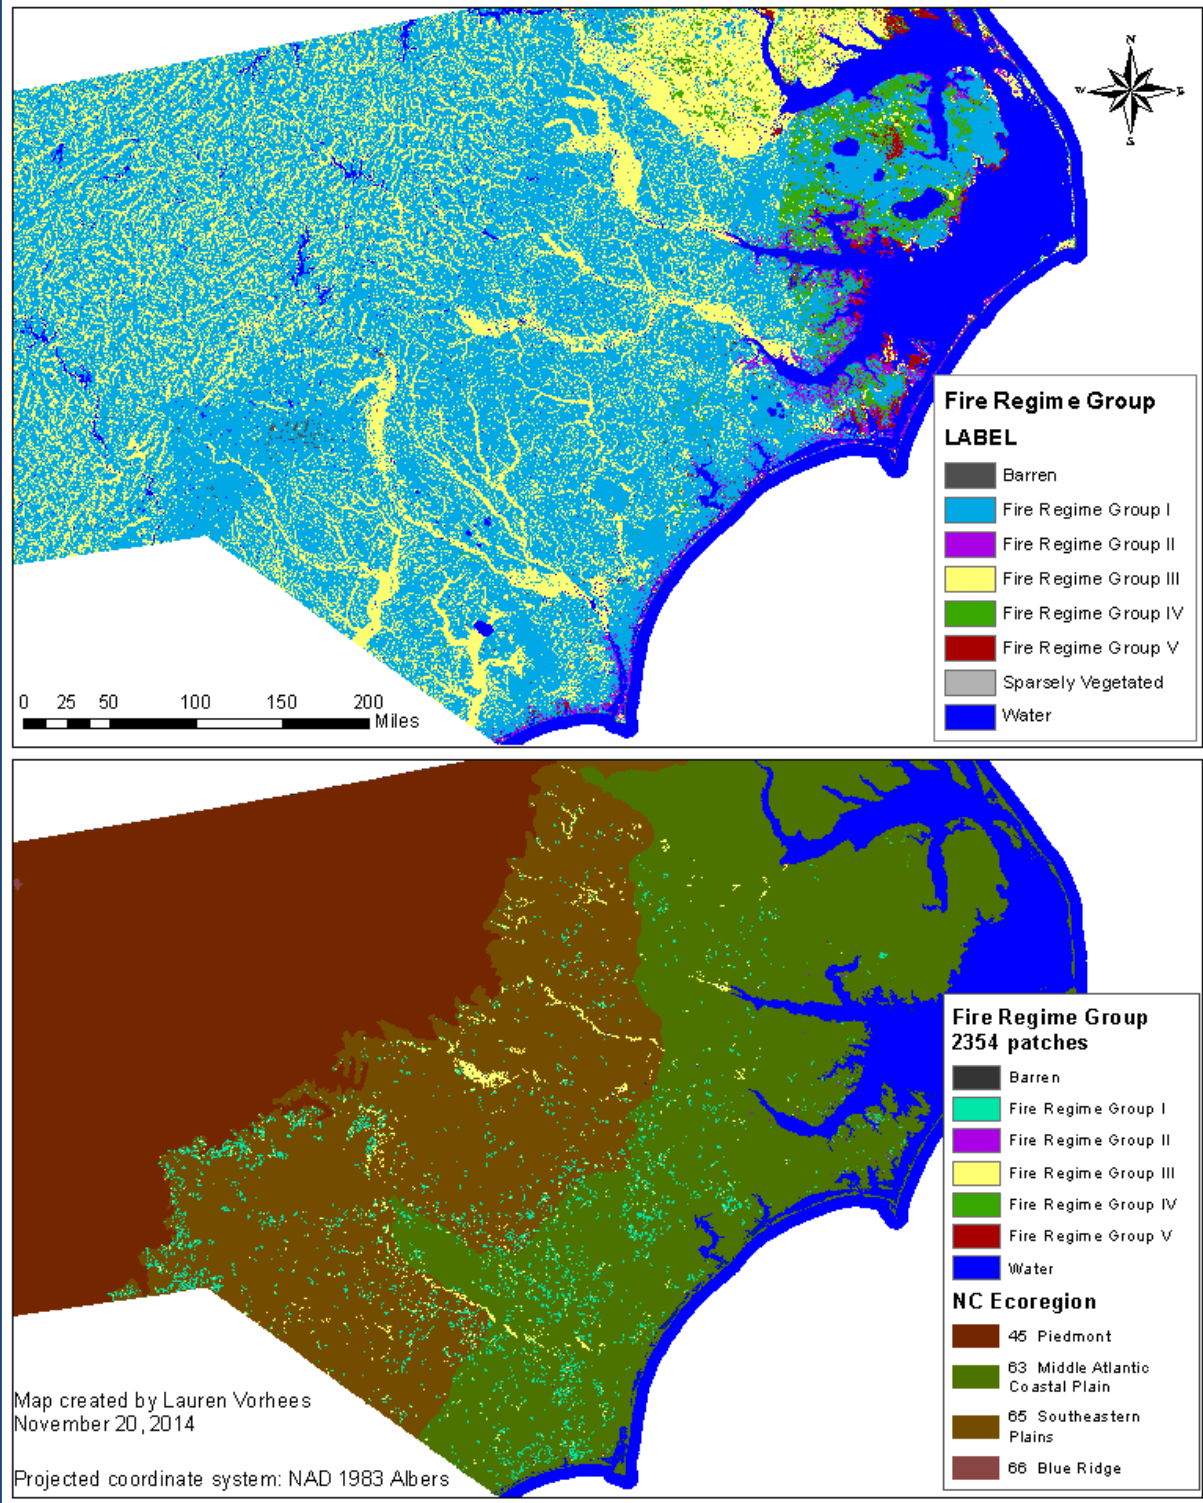 N
W
E
S
Fire Regime Group
LABEL
Barren
Fire Regime Group I
Fire Regime Group II
Fire Regime Group III
Fire Regime Group IV
Fire Regime Group V
Sparsely Vegetated
Water
0 25 50 100 150 200
Miles
Fire Regime Group
2354 patches
Barren
Fire Regime Group I
Fire Regime Group II
Fire Regime Group III
Fire Regime Group IV
Fire Regime Group V
Water
NC Ecoregion
45 Piedmont
63 Middle Atlantic
Coastal Plain
65 Southeastern
Plains
66 Blue Ridge
Map created by Lauren Vorhees
November 20, 2014
Projected coordinate system: NAD 1983 Albers